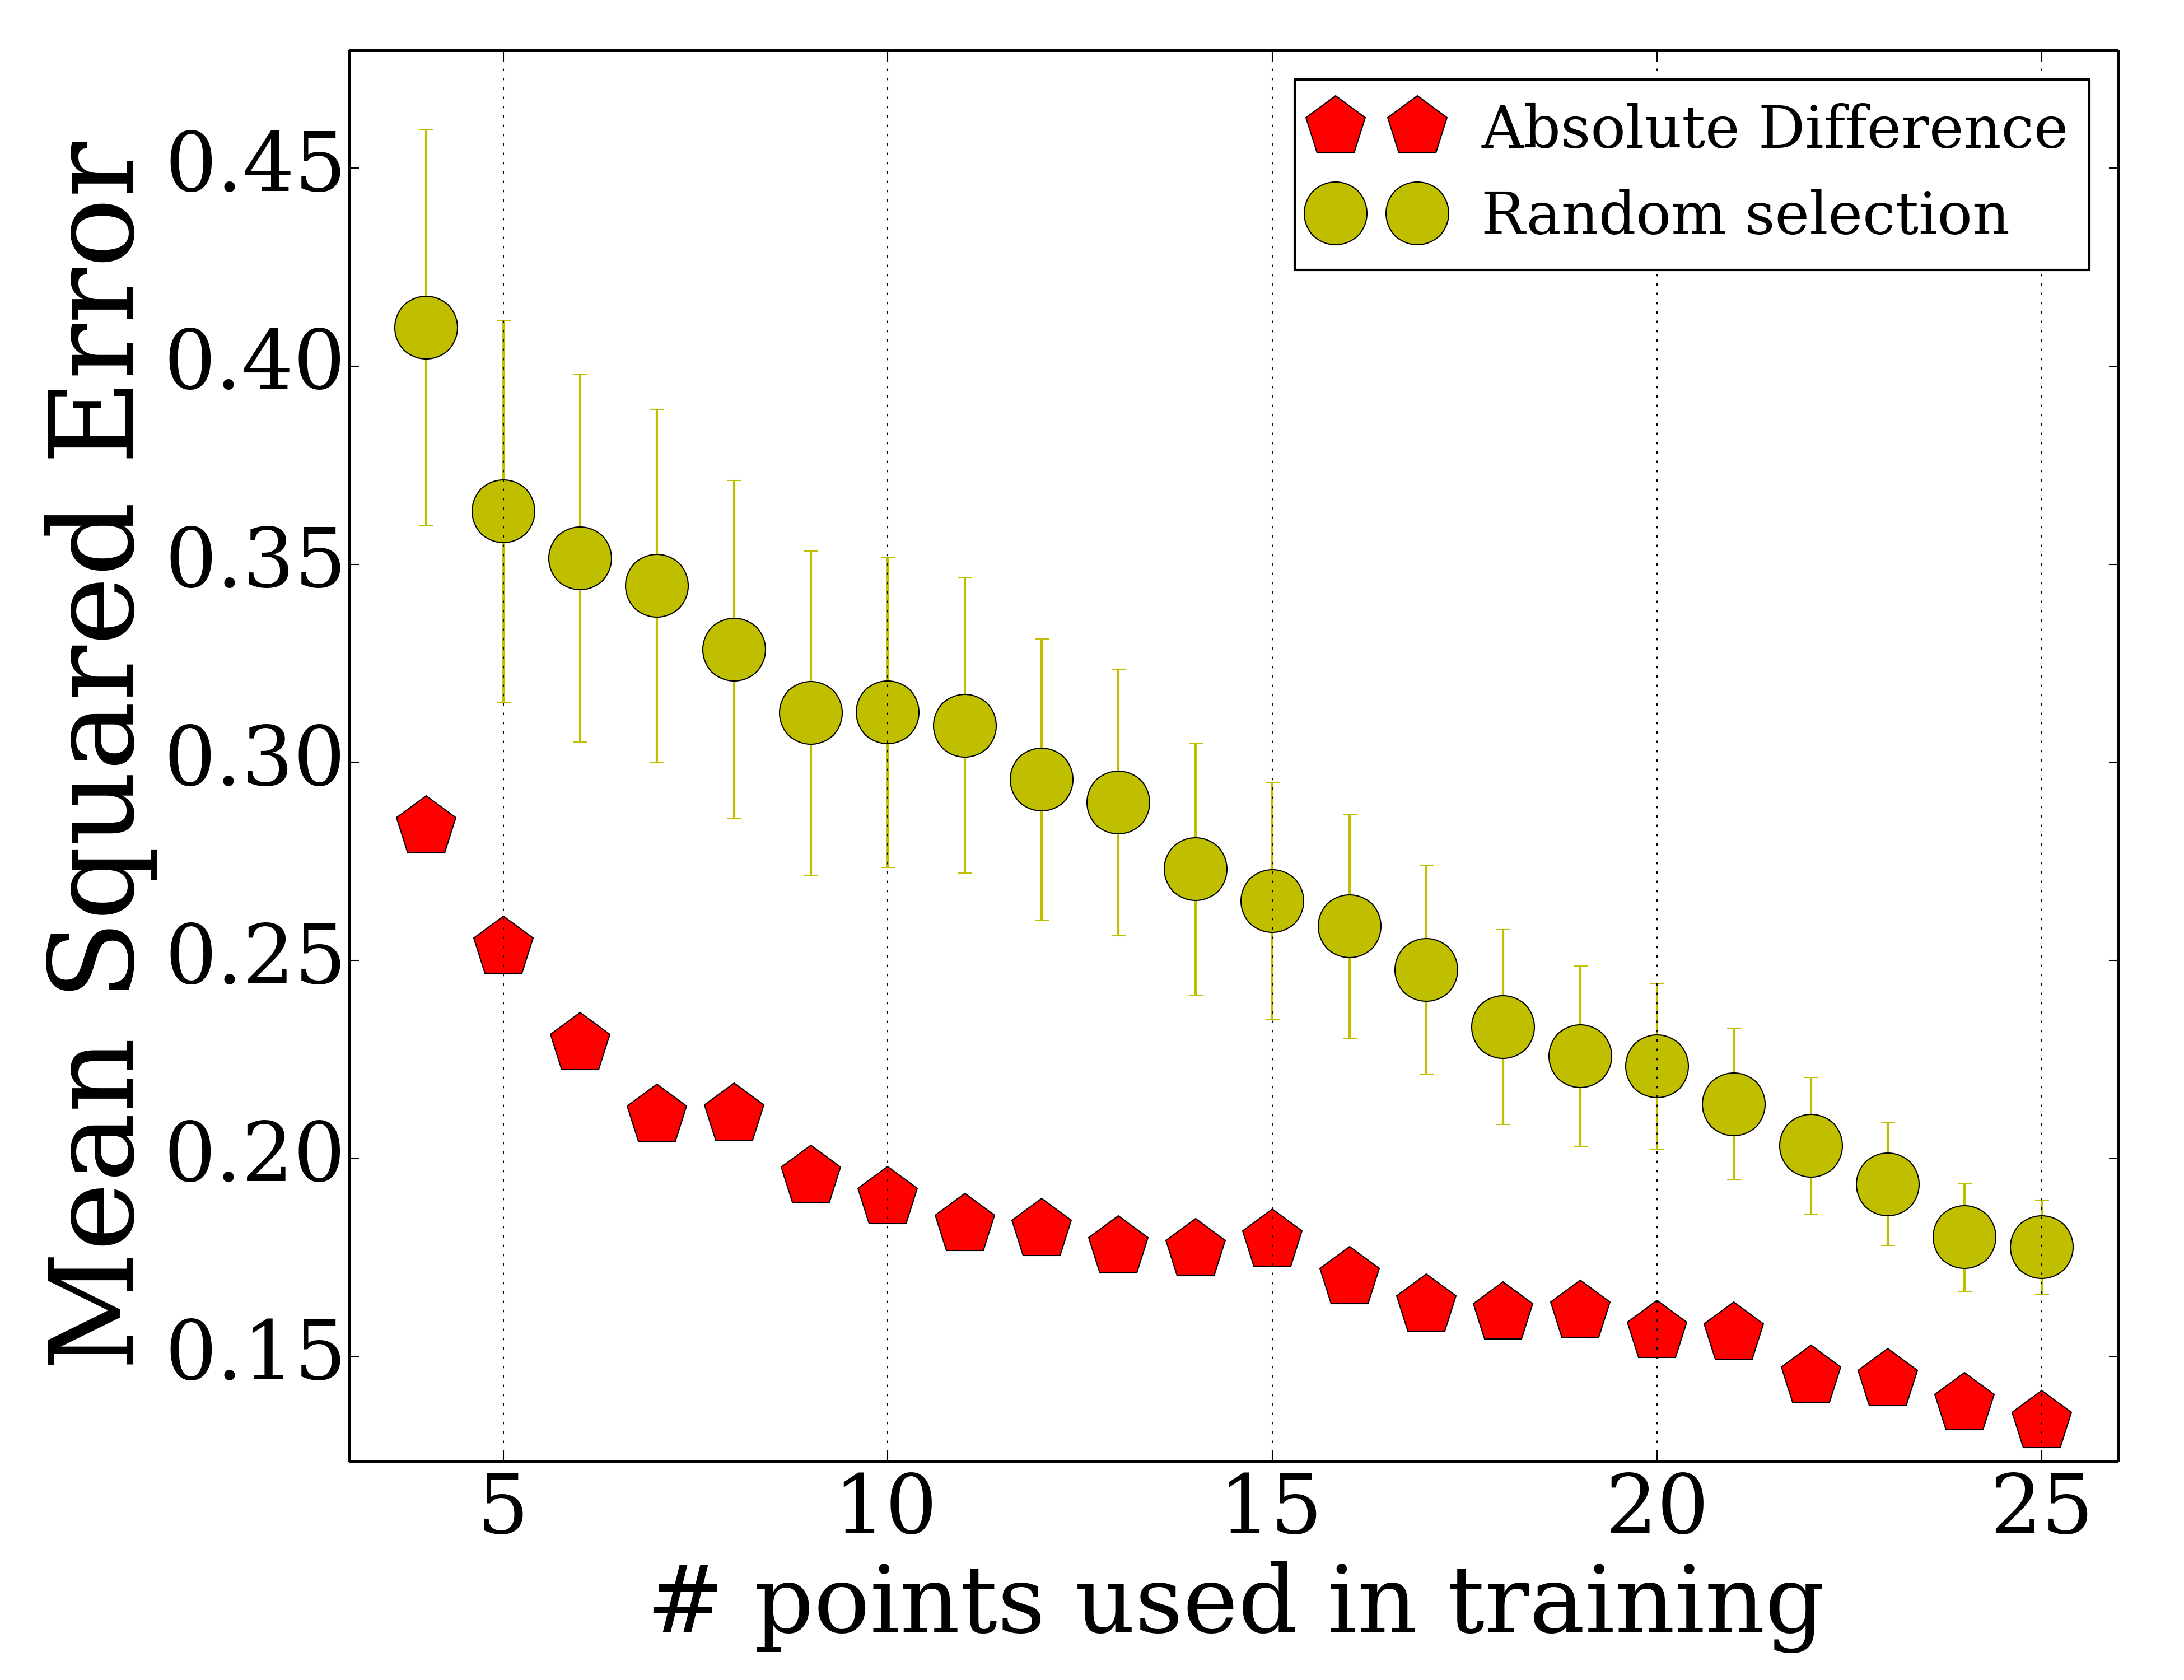 Absolute Difference
Random selection
Mean Squared Error
0.45
0.40
0.35
0.30
0.25
0.20
0.15
5 10 15 20 25
# points used in training